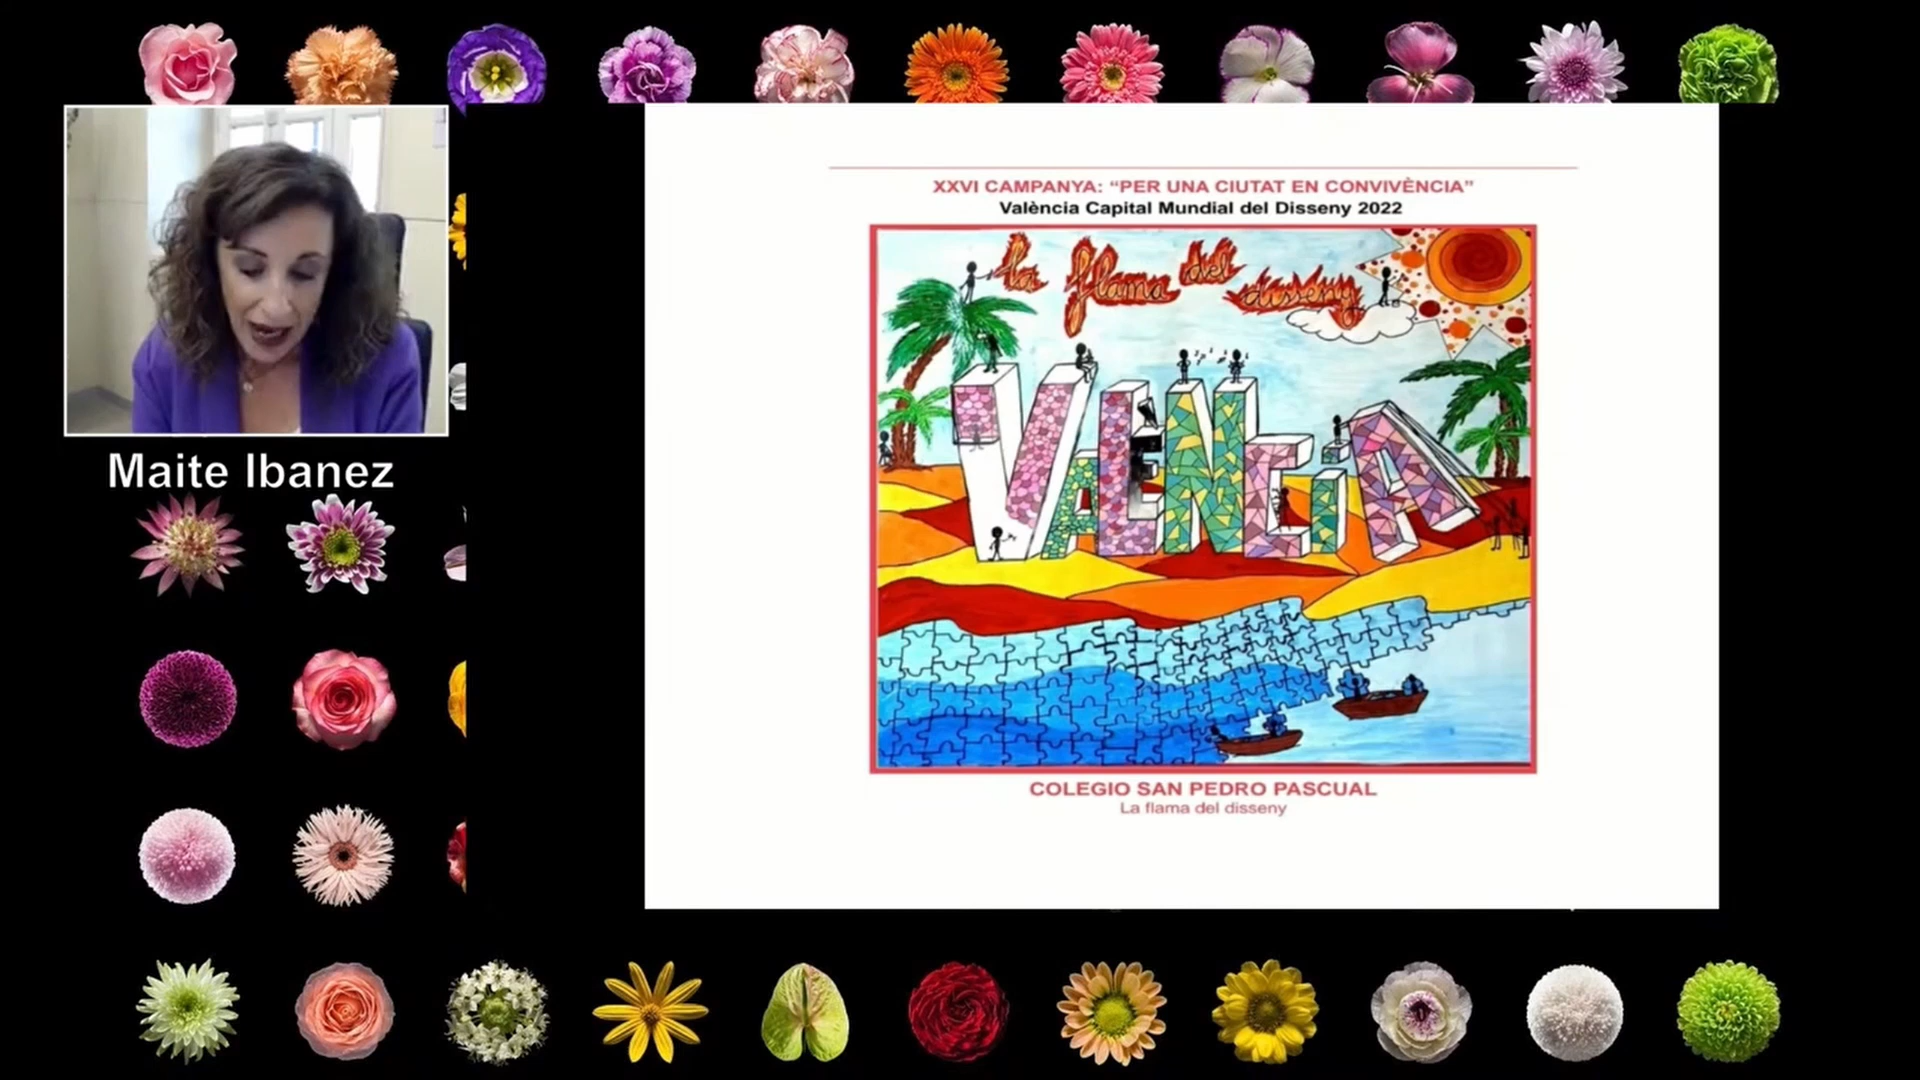 Maite Ibanez
XXVI CAMPANYA: “PER UNA CIUTAT EN CONVIVÈNCIA”
València Capital Mundial del Disseny 2022
la flama del disseny
VALÈNCIA
COLEGIO SAN PEDRO PASCUAL
La flama del disseny